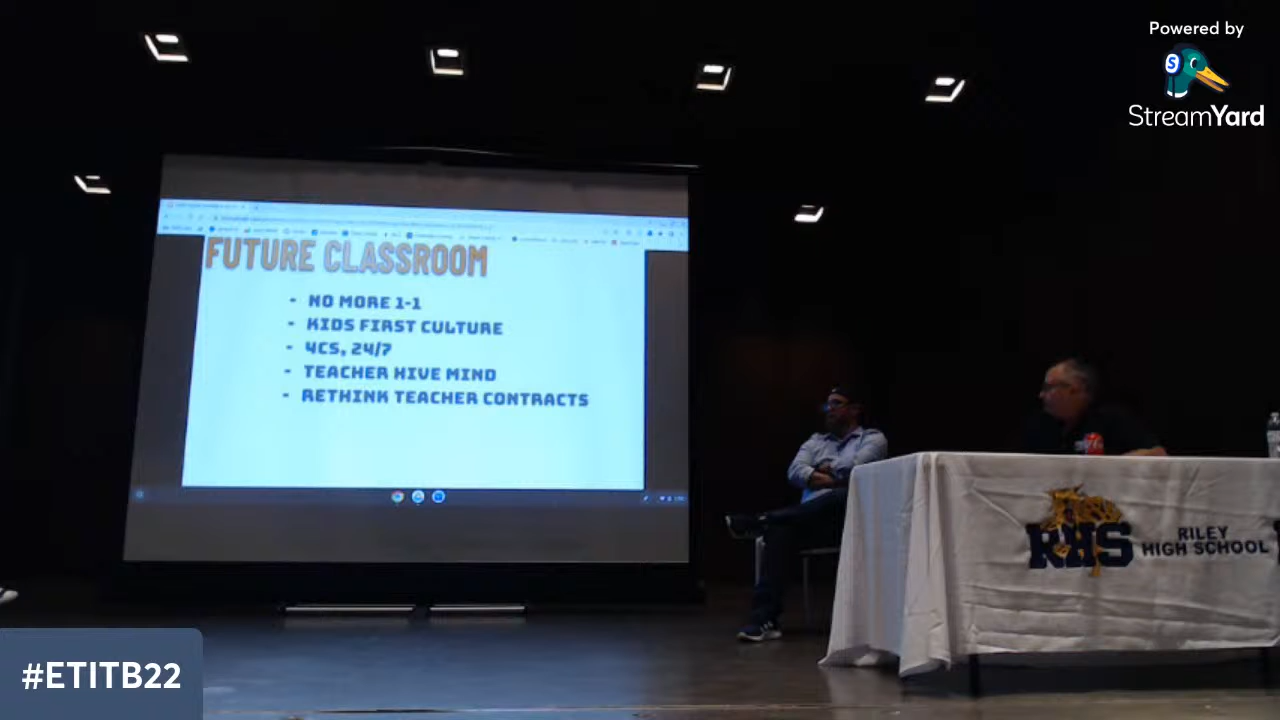 Powered by
S
StreamYard
FUTURE CLASSROOM
- NO MORE 1-1
- KIDS FIRST CULTURE
- 4CS, 24/7
- TEACHER HIVE MIND
- RETHINK TEACHER CONTRACTS
RHS
RILEY
HIGH SCHOOL
#ETITB22